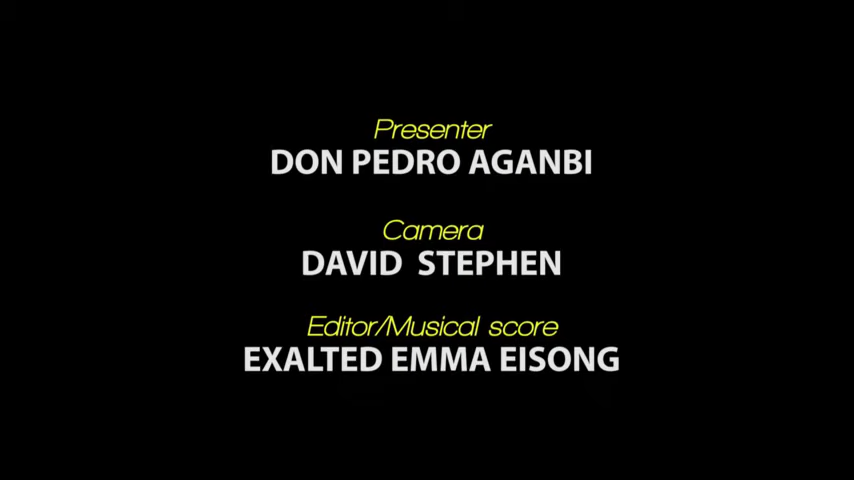 Presenter
DON PEDRO AGANBI
Camera
DAVID STEPHEN
Editor/Musical score
EXALTED EMMA EISONG